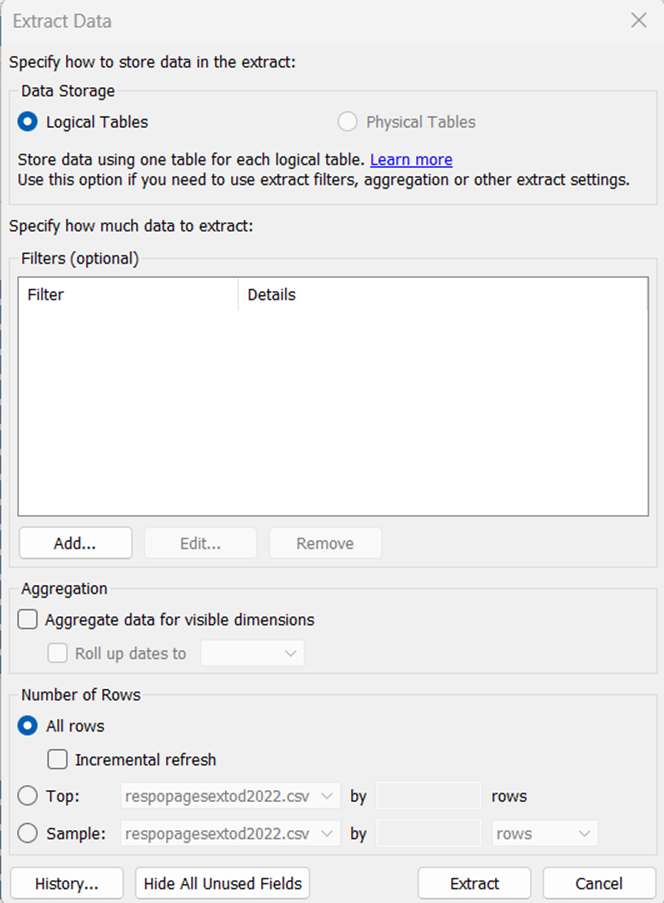 Extract Data
Specify how to store data in the extract:
Data Storage
Logical Tables Physical Tables
Store data using one table for each logical table. Learn more
Use this option if you need to use extract filters, aggregation or other extract settings.
Specify how much data to extract:
Filters (optional)
Filter Details
Add... Edit... Remove
Aggregation
Aggregate data for visible dimensions
Roll up dates to
Number of Rows
All rows
Incremental refresh
Top: respopagesextod2022.csv by rows
Sample: respopagesextod2022.csv by rows
History... Hide All Unused Fields Extract Cancel